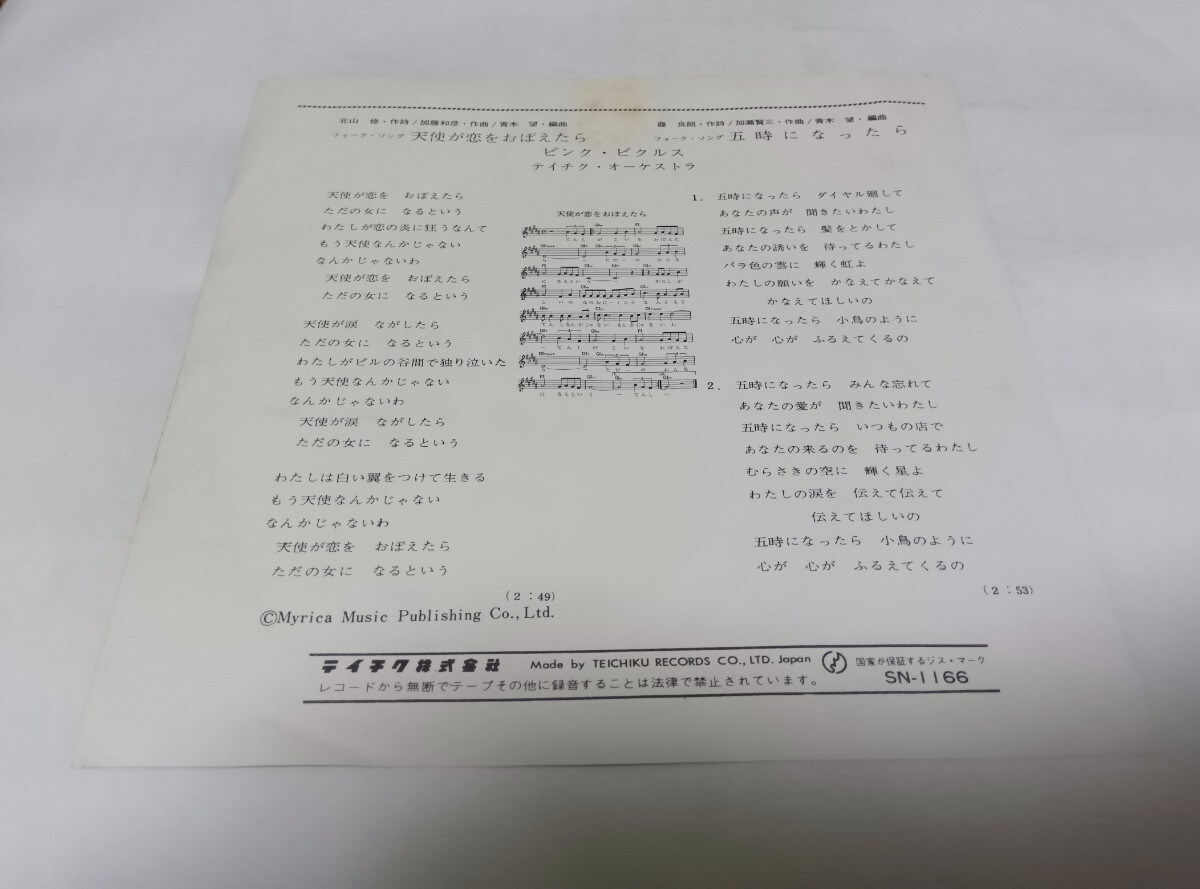 北山 修・作詩/加藤和彦・作曲/青木 望・編曲
フォーク・ソング 天使が恋をおぼえたら
藤 良朗・作詩/加瀬賢三・作曲/青木 望・編曲
フォーク・ソング 五時になったら
ピンク・ピクルス
テイチク・オーケストラ
天使が恋を おぼえたら
ただの女に なるという
わたしが恋の炎に狂うなんて
もう天使なんかじゃない
なんかじゃないわ
天使が恋を おぼえたら
ただの女に なるという
天使が涙 ながしたら
ただの女に なるという
わたしがビルの谷間で独り泣いた
もう天使なんかじゃない
なんかじゃないわ
天使が涙 ながしたら
ただの女に なるという
わたしは白い翼をつけて生きる
もう天使なんかじゃない
なんかじゃないわ
天使が恋を おぼえたら
ただの女に なるという
(2:49)
©Myrica Music Publishing Co., Ltd.
天使が恋をおぼえたら
1. 五時になったら ダイヤル廻して
あなたの声が 聞きたいわたし
五時になったら 髪をとかして
あなたの誘いを 待ってるわたし
バラ色の雲に 輝く虹よ
わたしの願いを かなえてかなえて
かなえてほしいの
五時になったら 小鳥のように
心が 心が ふるえてくるの
2. 五時になったら みんな忘れて
あなたの愛が 聞きたいわたし
五時になったら いつもの店で
あなたの来るのを 待ってるわたし
むらさきの空に 輝く星よ
わたしの涙を 伝えて伝えて
伝えてほしいの
五時になったら 小鳥のように
心が 心が ふるえてくるの
(2:53)
テイチク株式会社 Made by TEICHIKU RECORDS CO., LTD. Japan 国家が保証するジス・マーク
レコードから無断でテープその他に録音することは法律で禁止されています。 SN-1166